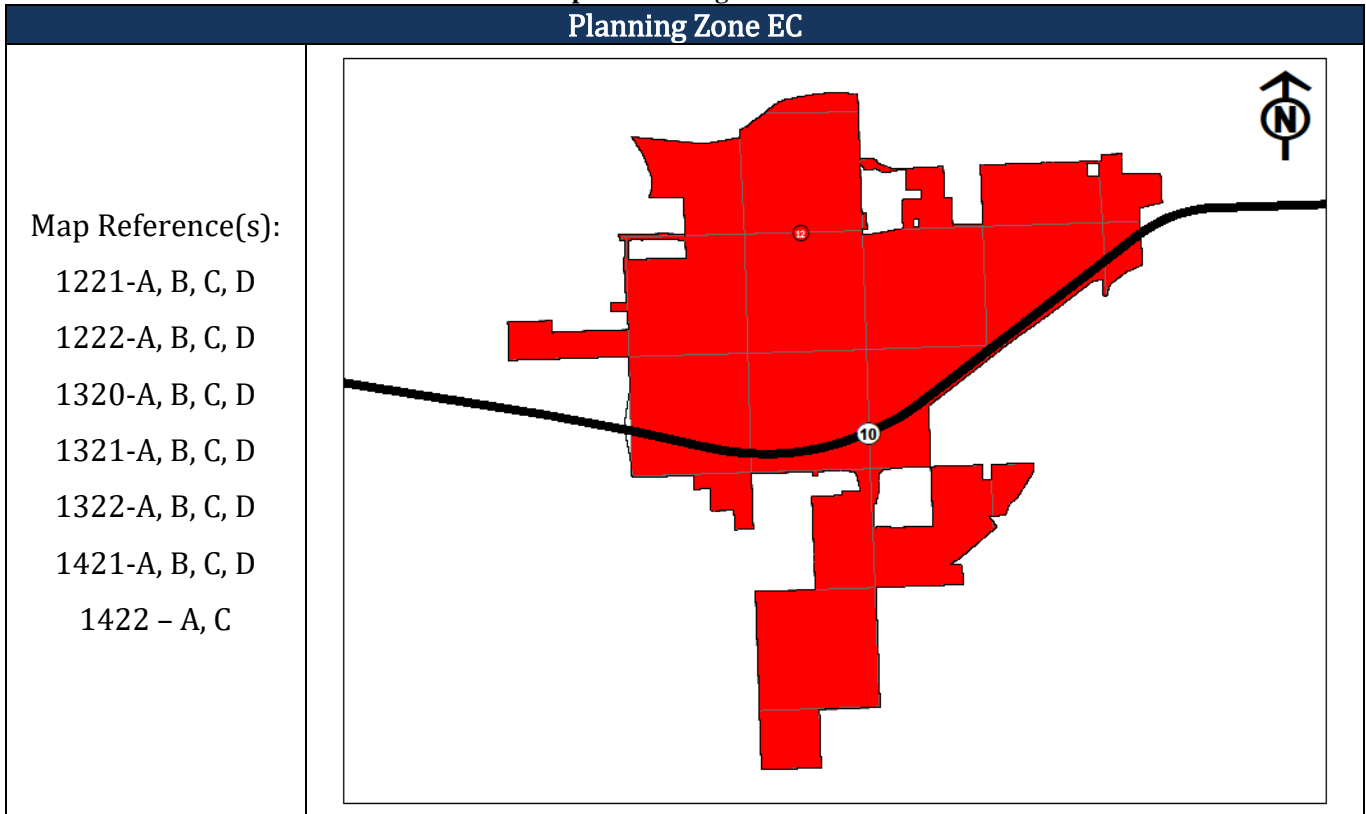 Planning Zone EC
Map Reference(s):
1221-A, B, C, D
1222-A, B, C, D
1320-A, B, C, D
1321-A, B, C, D
1322-A, B, C, D
1421-A, B, C, D
1422 – A, C
N
12
10